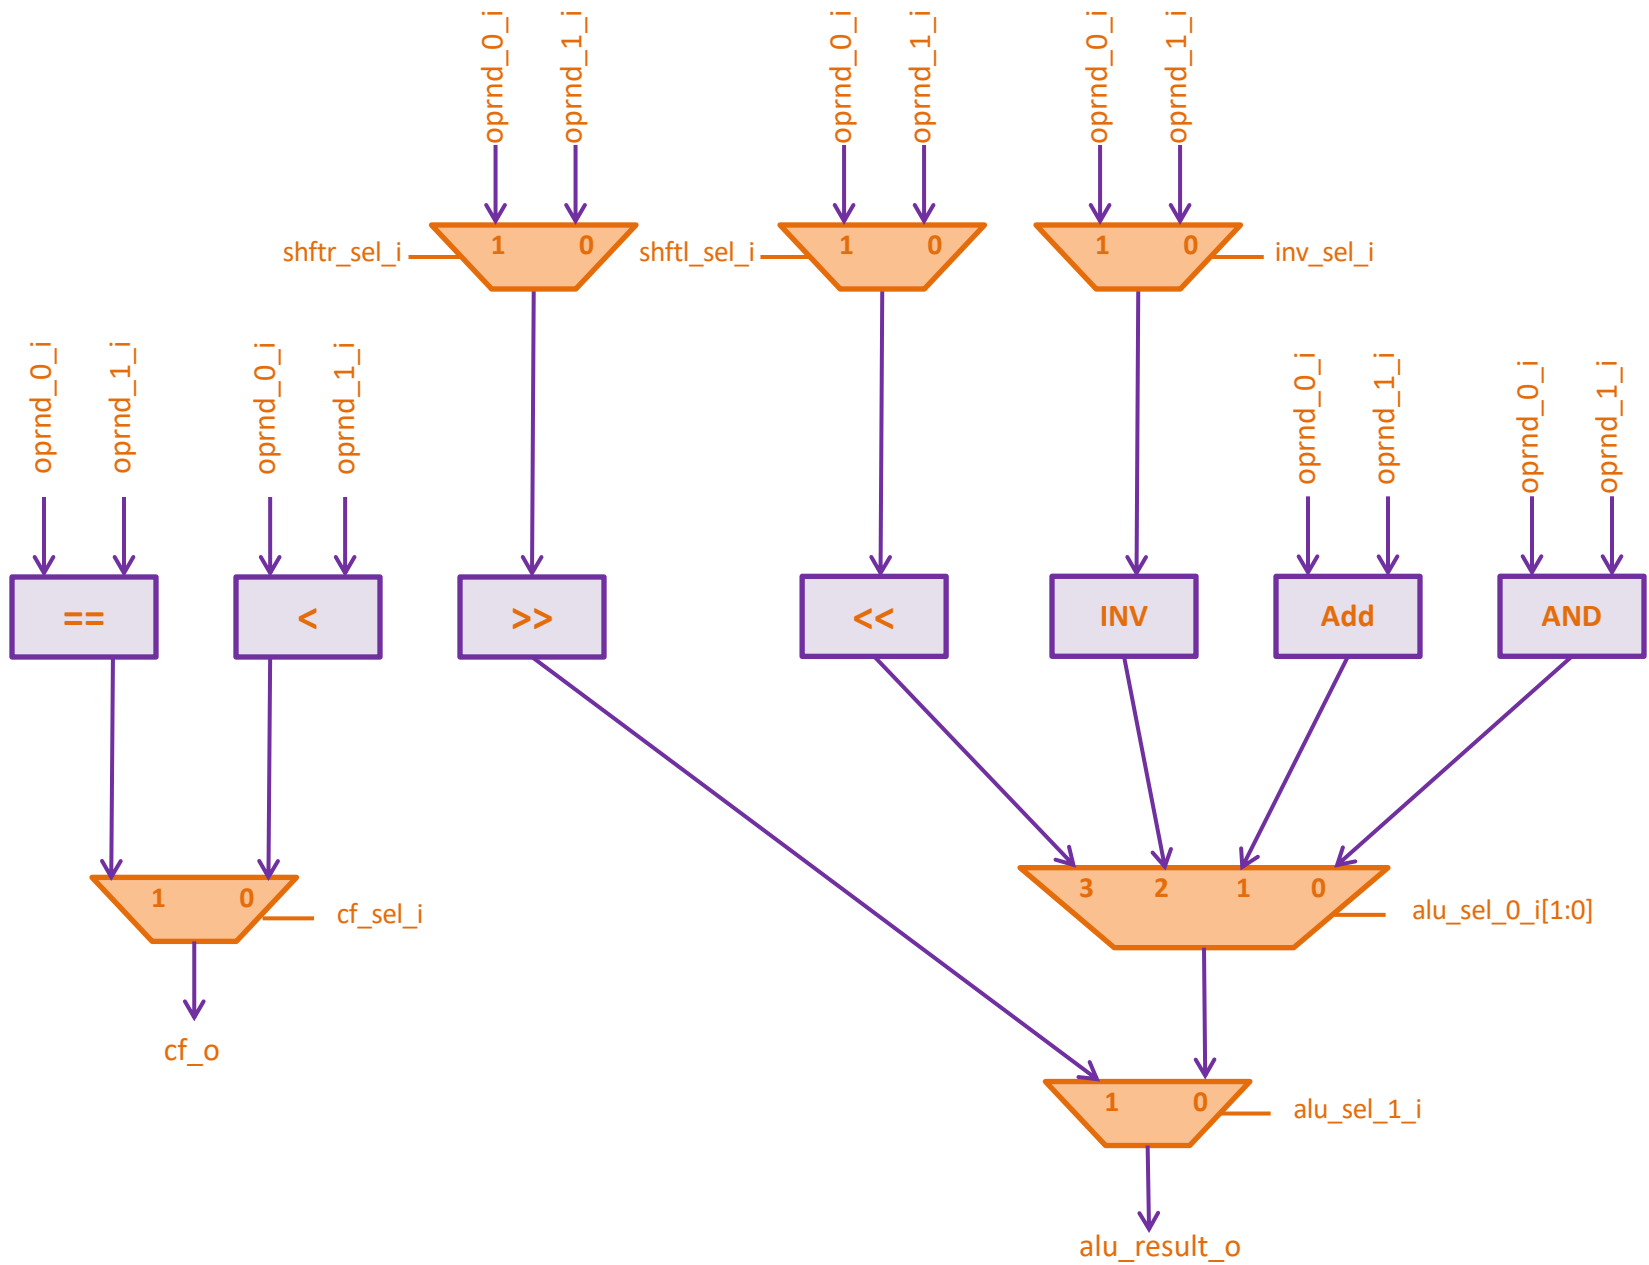 oprnd_0_i
oprnd_1_i
oprnd_0_i
oprnd_1_i
oprnd_0_i
oprnd_1_i
shftr_sel_i
1 0
shftl_sel_i
1 0
1 0
inv_sel_i
oprnd_0_i
oprnd_1_i
oprnd_0_i
oprnd_1_i
oprnd_0_i
oprnd_1_i
oprnd_0_i
oprnd_1_i
==
<
>>
<<
INV
Add
AND
1 0
cf_sel_i
3 2 1 0
alu_sel_0_i[1:0]
cf_o
1 0
alu_sel_1_i
alu_result_o